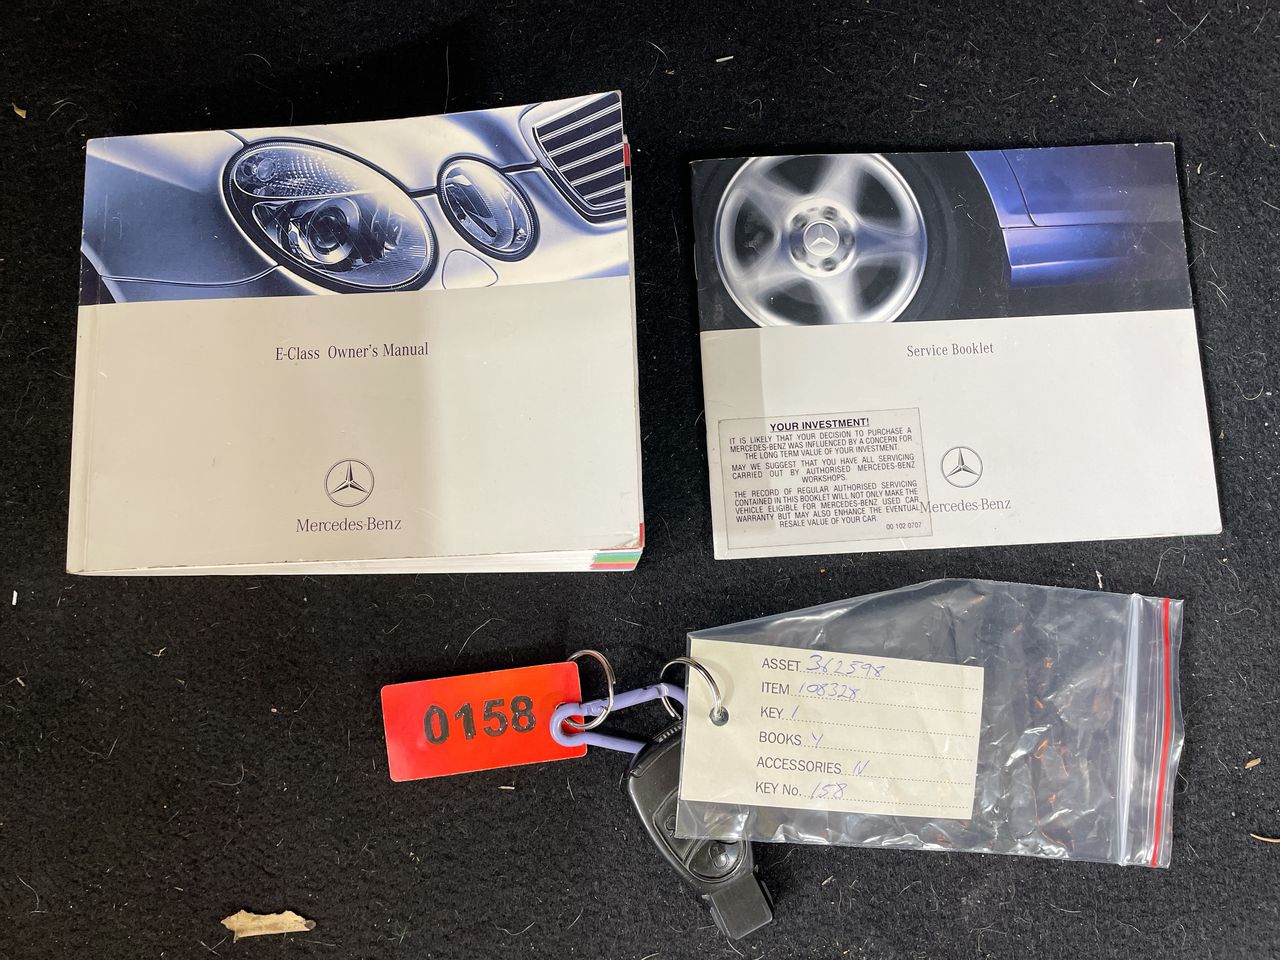 E-Class Owner's Manual
Mercedes-Benz
Service Booklet
YOUR INVESTMENT!
IT IS LIKELY THAT YOUR DECISION TO PURCHASE A
MERCEDES-BENZ WAS INFLUENCED BY A CONCERN FOR
THE LONG TERM VALUE OF YOUR INVESTMENT.
MAY WE SUGGEST THAT YOU HAVE ALL SERVICING
CARRIED OUT BY AUTHORISED MERCEDES-BENZ
WORKSHOPS.
THE RECORD OF REGULAR AUTHORISED SERVICING
CONTAINED IN THIS BOOKLET WILL NOT ONLY MAKE THE
VEHICLE ELIGIBLE FOR MERCEDES-BENZ USED CAR
WARRANTY BUT MAY ALSO ENHANCE THE EVENTUAL
RESALE VALUE OF YOUR CAR.
00 102 0707
Mercedes-Benz
0158
ASSET 362598
ITEM 108328
KEY 1
BOOKS Y
ACCESSORIES N
KEY No. 158